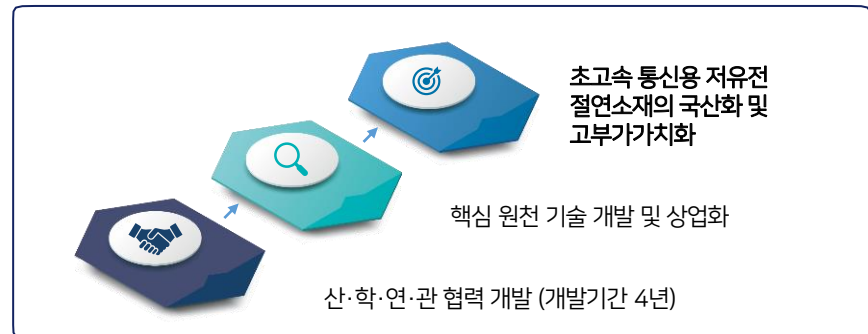 초고속 통신용 저유전
절연소재의 국산화 및
고부가가치화
핵심 원천 기술 개발 및 상업화
산·학·연·관 협력 개발 (개발기간 4년)